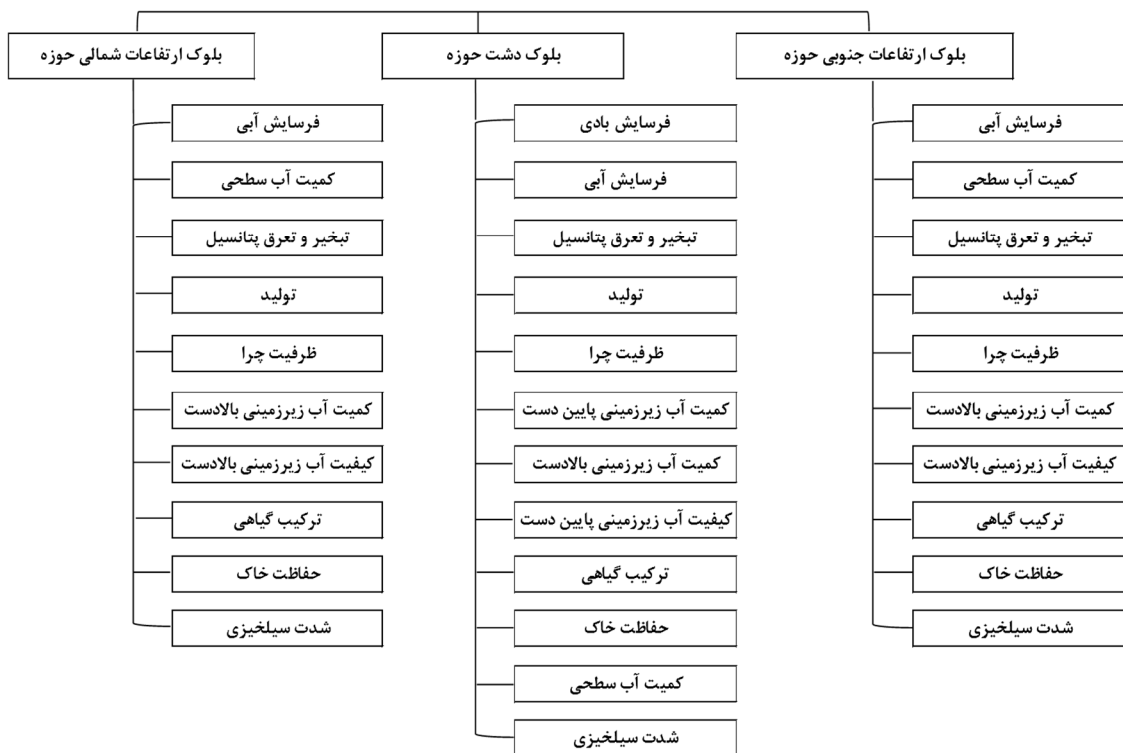 بلوک ارتفاعات جنوبی حوزه
فرسایش آبی
کمیت آب سطحی
تبخیر و تعرق پتانسیل
تولید
ظرفیت چرا
کمیت آب زیرزمینی بالادست
کیفیت آب زیرزمینی بالادست
ترکیب گیاهی
حفاظت خاک
شدت سیلخیزی
بلوک دشت حوزه
فرسایش بادی
فرسایش آبی
تبخیر و تعرق پتانسیل
تولید
ظرفیت چرا
کمیت آب زیرزمینی پایین دست
کمیت آب زیرزمینی بالادست
کیفیت آب زیرزمینی پایین دست
ترکیب گیاهی
حفاظت خاک
کمیت آب سطحی
شدت سیلخیزی
بلوک ارتفاعات شمالی حوزه
فرسایش آبی
کمیت آب سطحی
تبخیر و تعرق پتانسیل
تولید
ظرفیت چرا
کمیت آب زیرزمینی بالادست
کیفیت آب زیرزمینی بالادست
ترکیب گیاهی
حفاظت خاک
شدت سیلخیزی